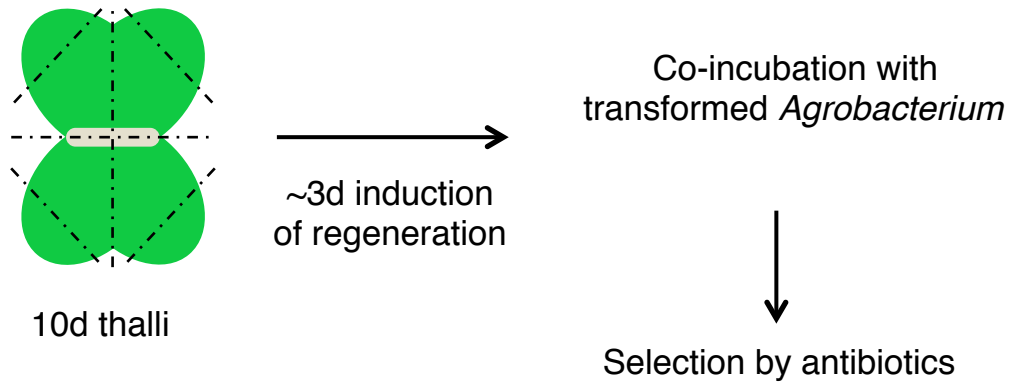 10d thalli
~3d induction
of regeneration
Co-incubation with
transformed Agrobacterium
Selection by antibiotics